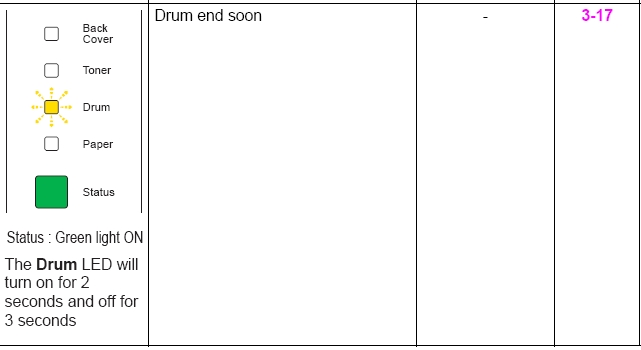 Back
Cover
Toner
Drum
Paper
Status
Status : Green light ON
The Drum LED will
turn on for 2
seconds and off for
3 seconds
Drum end soon
-
3-17